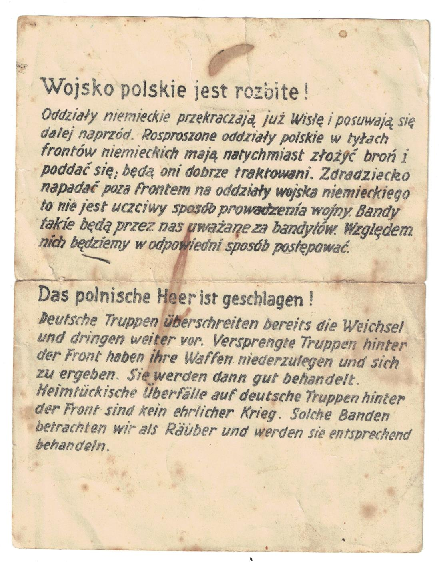 Wojsko polskie jest rozbite!
Oddziały niemieckie przekraczają już Wisłę i posuwają się
dalej naprzód. Rosproszone oddziały polskie w tyłach
frontów niemieckich mają natychmiast złożyć broń i
poddać się, będą oni dobrze traktowani. Zdradziecko
napadać poza frontem na oddziały wojska niemieckiego
to nie jest uczciwy sposób prowadzenia wojny. Bandy
takie będą przez nas uważane za bandytów. Względem
nich będziemy w odpowiedni sposób postępować.
Das polnische Heer ist geschlagen!
Deutsche Truppen überschreiten bereits die Weichsel
und dringen weiter vor. Versprengte Truppen hinter
der Front haben ihre Waffen niederzulegen und sich
zu ergeben. Sie werden dann gut behandelt.
Heimtückische Überfälle auf deutsche Truppen hinter
der Front sind kein ehrlicher Krieg. Solche Banden
betrachten wir als Räuber und werden sie entsprechend
behandeln.